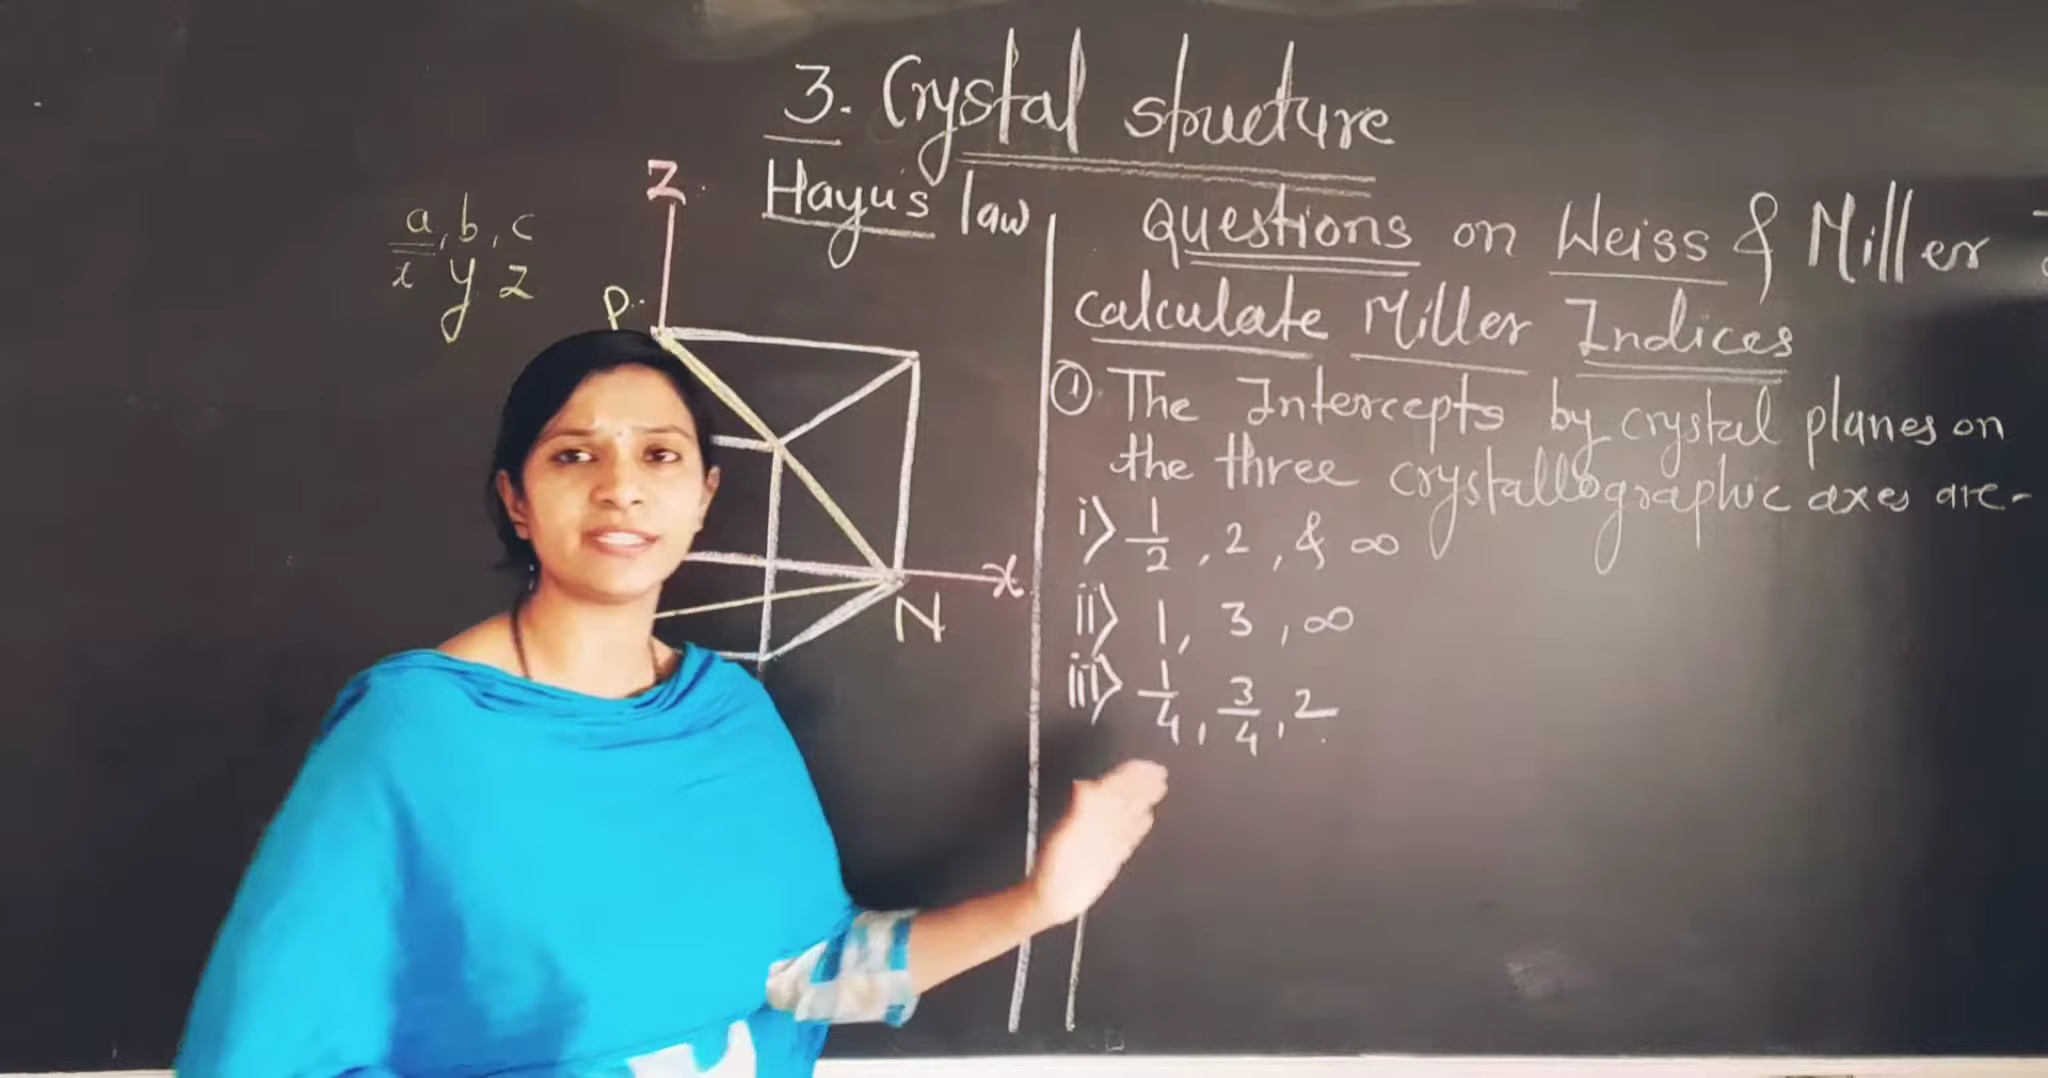 3. Crystal structure
Hayu's law
a, b, c
x y z
Z
P
N
x
Questions on Weiss & Miller
calculate Miller Indices
① The Intercepts by crystal planes on
the three crystallographic axes are-
i) 1/2, 2, & ∞
ii) 1, 3, ∞
iii) 1/4, 3/4, 2